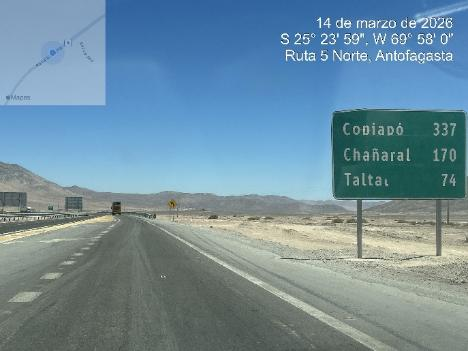 14 de marzo de 2026
S 25° 23' 59", W 69° 58' 0"
Ruta 5 Norte, Antofagasta
Maps
Copiapó 337
Chañaral 170
Taltal 74